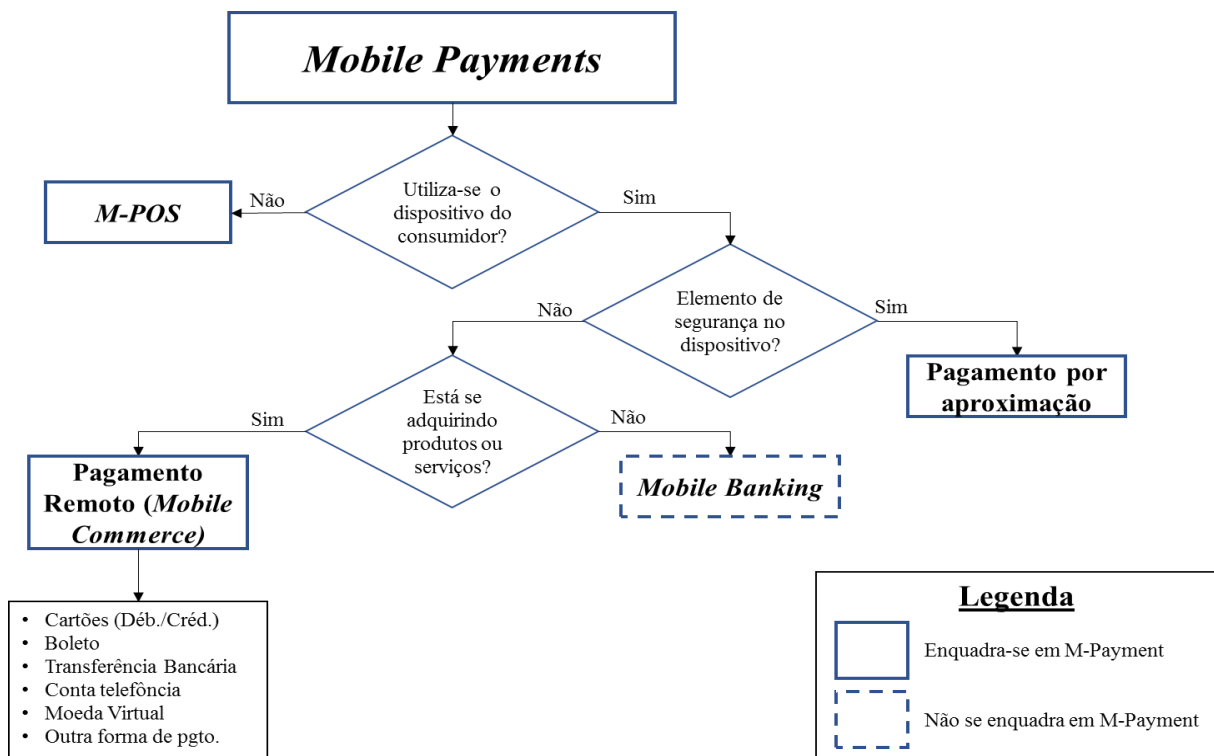 Mobile Payments
Utiliza-se o
dispositivo do
consumidor?
Não
Sim
M-POS
Elemento de
segurança no
dispositivo?
Não
Sim
Pagamento por
aproximação
Está se
adquirindo
produtos ou
serviços?
Sim
Não
Pagamento
Remoto (Mobile
Commerce)
Mobile Banking
• Cartões (Déb./Créd.)
• Boleto
• Transferência Bancária
• Conta telefôncia
• Moeda Virtual
• Outra forma de pgto.
Legenda
Enquadra-se em M-Payment
Não se enquadra em M-Payment